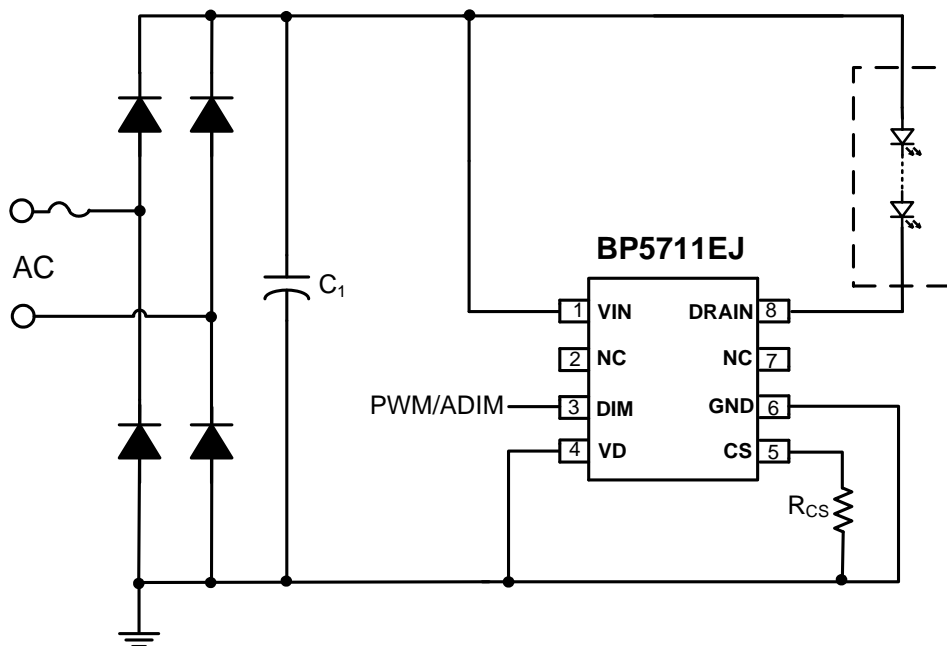 BP5711EJ
AC
C1
1 VIN DRAIN 8
2 NC NC 7
PWM/ADIM 3 DIM GND 6
4 VD CS 5
RCS